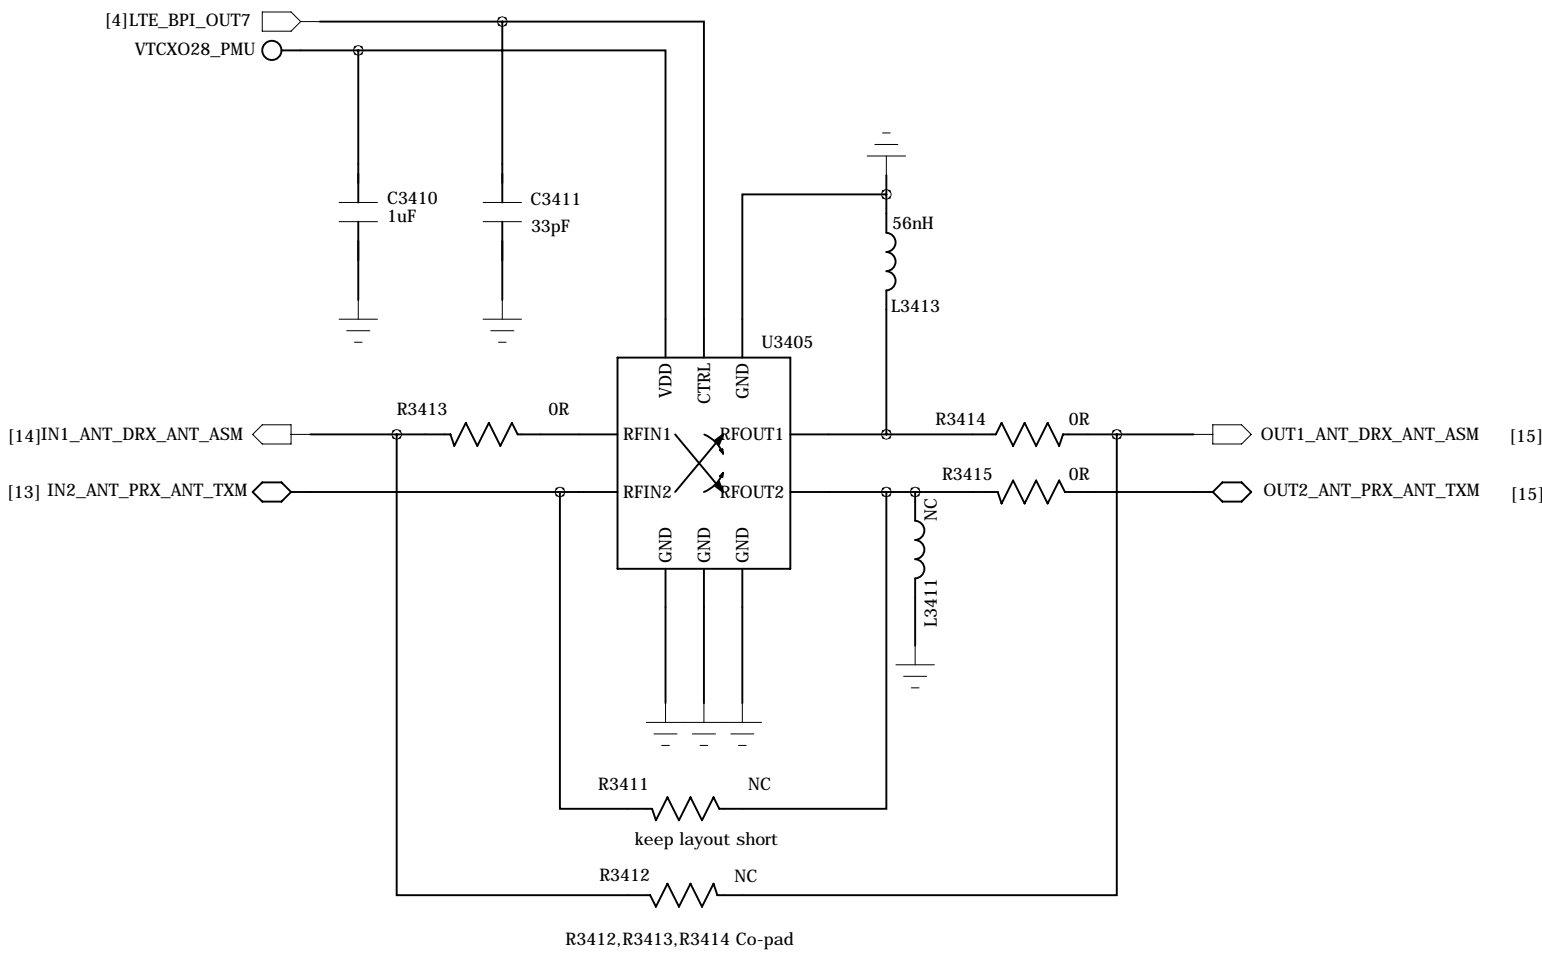 [4]LTE_BPI_OUT7
VTCXO28_PMU
C3410
1uF
C3411
33pF
56nH
L3413
U3405
VDD
CTRL
GND
R3413
0R
R3414
0R
[14]IN1_ANT_DRX_ANT_ASM
RFIN1
RFOUT1
OUT1_ANT_DRX_ANT_ASM
[15]
R3415
0R
[13] IN2_ANT_PRX_ANT_TXM
RFIN2
RFOUT2
OUT2_ANT_PRX_ANT_TXM
[15]
NC
L3411
GND
GND
GND
R3411
NC
keep layout short
R3412
NC
R3412,R3413,R3414 Co-pad